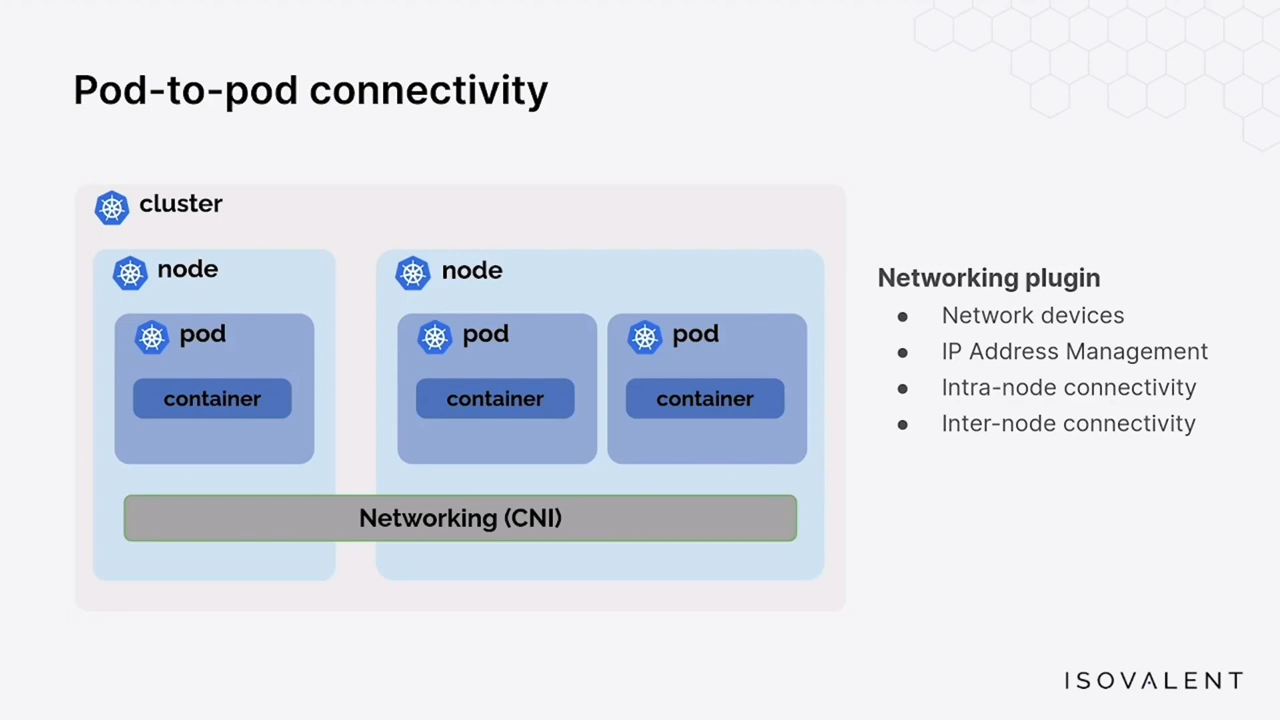 Pod-to-pod connectivity
cluster
node
pod
container
node
pod
container
pod
container
Networking (CNI)
Networking plugin
● Network devices
● IP Address Management
● Intra-node connectivity
● Inter-node connectivity
ISOVALENT